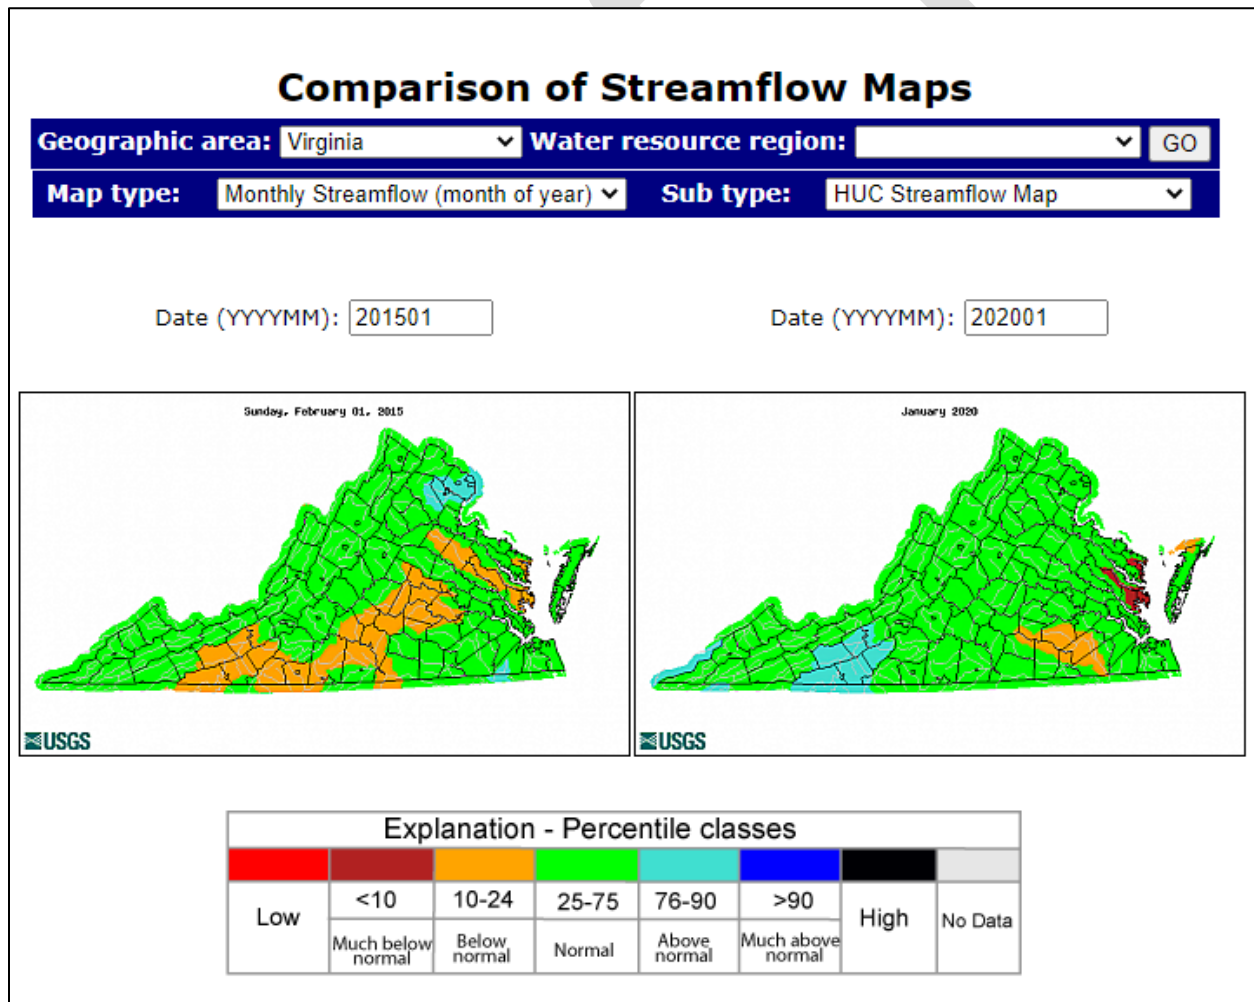 Comparison of Streamflow Maps
Geographic area: Virginia Water resource region: GO
Map type: Monthly Streamflow (month of year) Sub type: HUC Streamflow Map
Date (YYYYMM): 201501 Date (YYYYMM): 202001
Sunday, February 01, 2015 January 2020
USGS USGS
Explanation - Percentile classes
Low <10 10-24 25-75 76-90 >90 High No Data
Much below normal Below normal Normal Above normal Much above normal